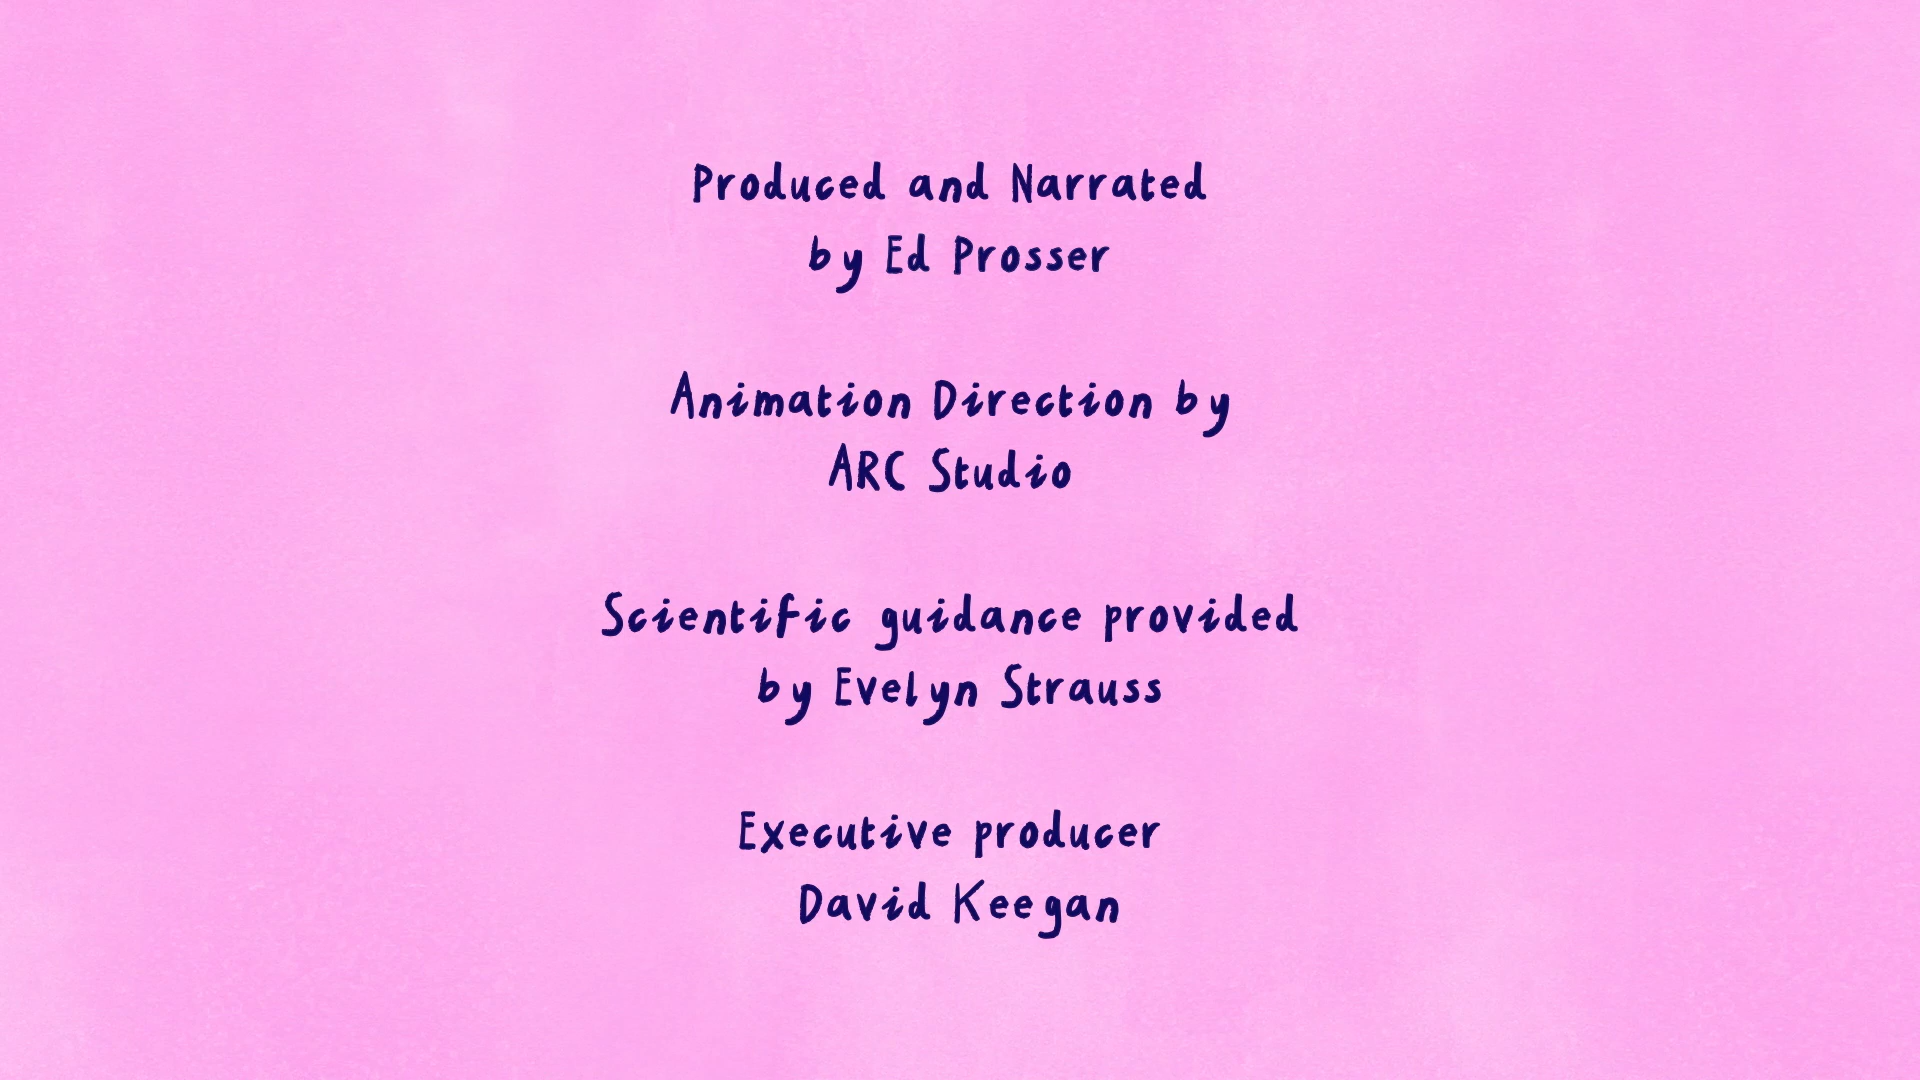 Produced and Narrated
by Ed Prosser
Animation Direction by
ARC Studio
Scientific guidance provided
by Evelyn Strauss
Executive producer
David Keegan